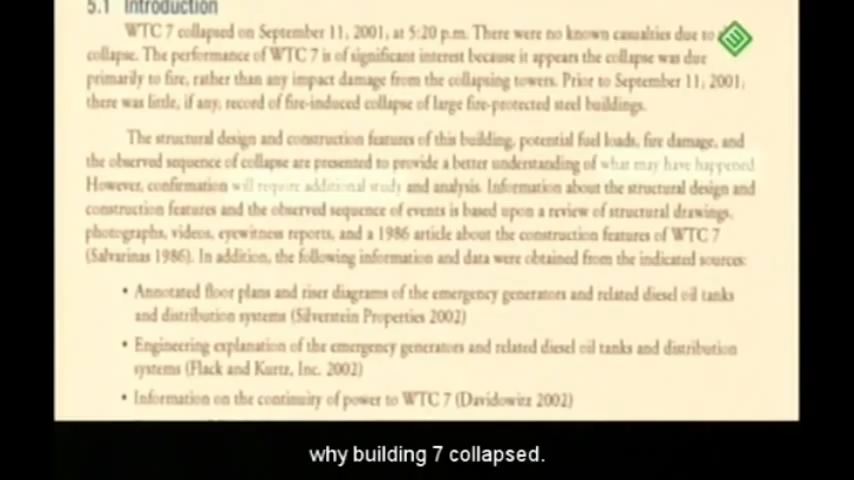 5.1 Introduction
WTC 7 collapsed on September 11, 2001, at 5:20 p.m. There were no known casualties due to
collapse. The performance of WTC 7 is of significant interest because it appears the collapse was due
primarily to fire, rather than any impact damage from the collapsing towers. Prior to September 11, 2001,
there was little, if any, record of fire-induced collapse of large fire-protected steel buildings.
The structural design and construction features of this building, potential fuel loads, fire damage, and
the observed sequence of collapse are presented to provide a better understanding of what may have happened
However, confirmation will require additional study and analysis. Information about the structural design and
construction features and the observed sequence of events is based upon a review of structural drawings,
photographs, videos, eyewitness reports, and a 1986 article about the construction features of WTC 7
(Salvarinas 1986). In addition, the following information and data were obtained from the indicated sources:
• Annotated floor plans and riser diagrams of the emergency generators and related diesel oil tanks
and distribution systems (Silverstein Properties 2002)
• Engineering explanation of the emergency generators and related diesel oil tanks and distribution
systems (Flack and Kurtz, Inc. 2002)
• Information on the continuity of power to WTC 7 (Davidowitz 2002)
why building 7 collapsed.